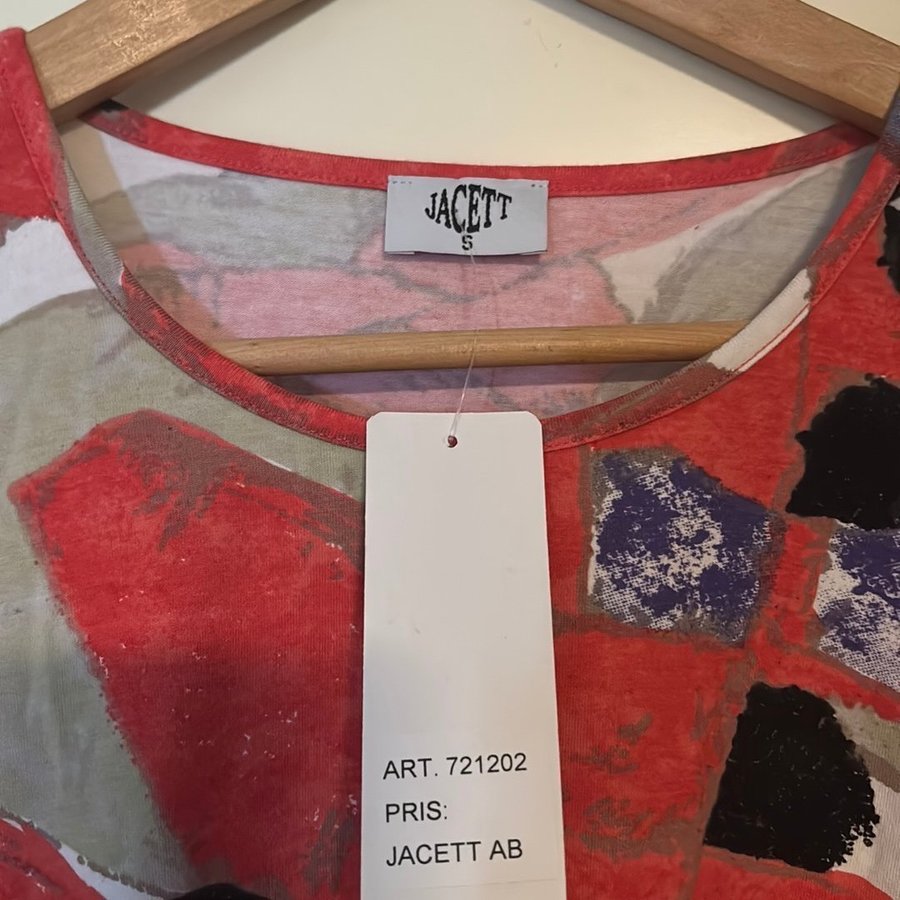 JACETT
S
ART. 721202
PRIS:
JACETT AB